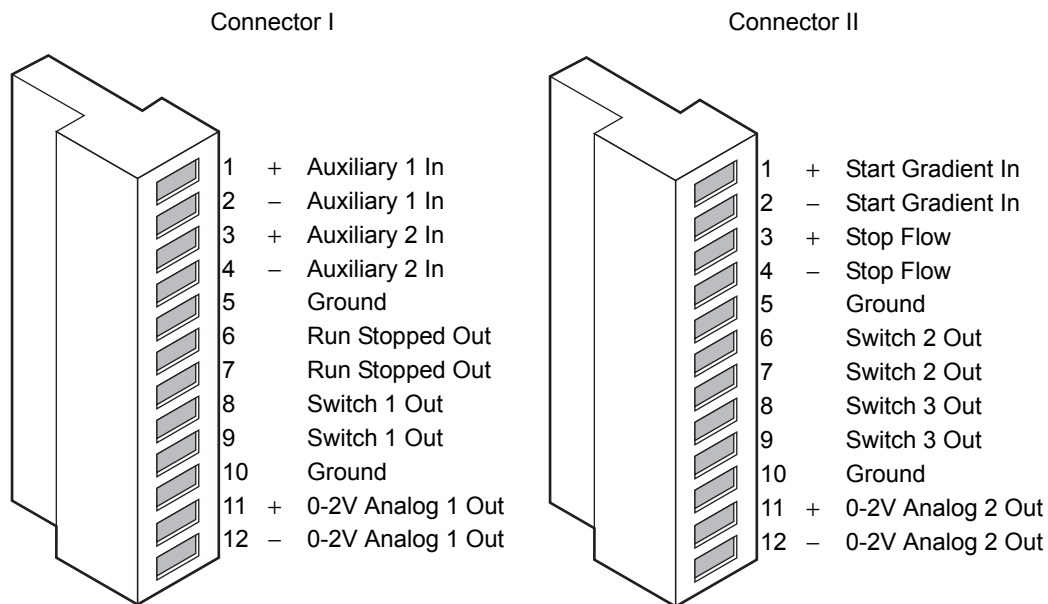 Connector I
1 + Auxiliary 1 In
2 – Auxiliary 1 In
3 + Auxiliary 2 In
4 – Auxiliary 2 In
5 Ground
6 Run Stopped Out
7 Run Stopped Out
8 Switch 1 Out
9 Switch 1 Out
10 Ground
11 + 0-2V Analog 1 Out
12 – 0-2V Analog 1 Out
Connector II
1 + Start Gradient In
2 – Start Gradient In
3 + Stop Flow
4 – Stop Flow
5 Ground
6 Switch 2 Out
7 Switch 2 Out
8 Switch 3 Out
9 Switch 3 Out
10 Ground
11 + 0-2V Analog 2 Out
12 – 0-2V Analog 2 Out